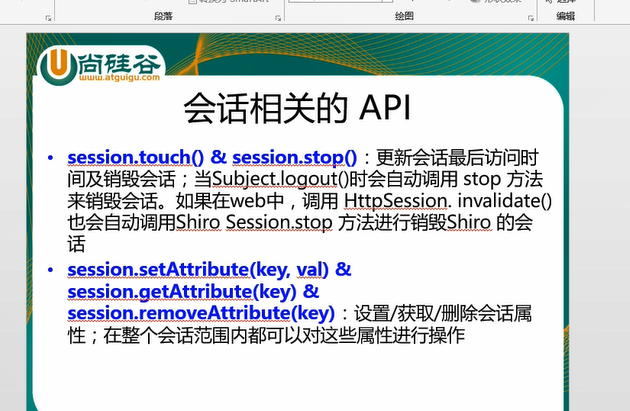 段落
绘图
编辑
尚硅谷
www.atguigu.com
会话相关的 API
• session.touch() & session.stop()：更新会话最后访问时
间及销毁会话；当Subject.logout()时会自动调用 stop 方法
来销毁会话。如果在web中，调用 HttpSession. invalidate()
也会自动调用Shiro Session.stop 方法进行销毁Shiro 的会
话
• session.setAttribute(key, val) &
session.getAttribute(key) &
session.removeAttribute(key)：设置/获取/删除会话属
性；在整个会话范围内都可以对这些属性进行操作